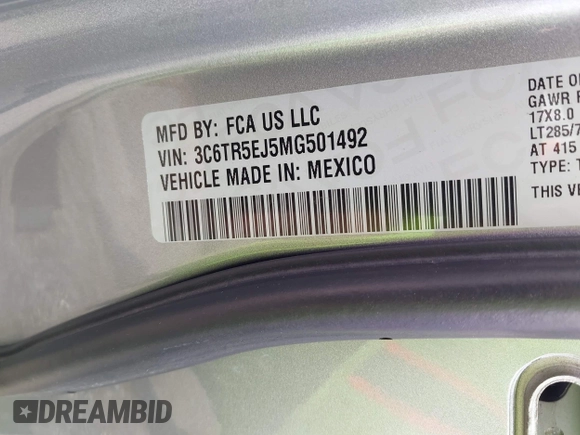 MFD BY: FCA US LLC
VIN: 3C6TR5EJ5MG501492
VEHICLE MADE IN: MEXICO
DATE O
GAWR
17X8.0
LT285/7
AT 415
TYPE: T
THIS VE
DREAMBID